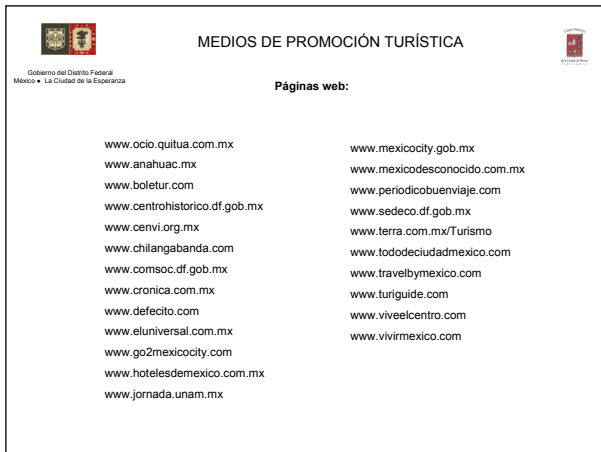 MEDIOS DE PROMOCIÓN TURÍSTICA
Gobierno del Distrito Federal
México ● La Ciudad de la Esperanza
Páginas web:
www.ocio.quitua.com.mx
www.anahuac.mx
www.boletur.com
www.centrohistorico.df.gob.mx
www.cenvi.org.mx
www.chilangabanda.com
www.comsoc.df.gob.mx
www.cronica.com.mx
www.defecito.com
www.eluniversal.com.mx
www.go2mexicocity.com
www.hotelesdemexico.com.mx
www.jornada.unam.mx
www.mexicocity.gob.mx
www.mexicodesconocido.com.mx
www.periodicobuenviaje.com
www.sedeco.df.gob.mx
www.terra.com.mx/Turismo
www.tododeciudadmexico.com
www.travelbymexico.com
www.turiguide.com
www.viveelcentro.com
www.vivirmexico.com